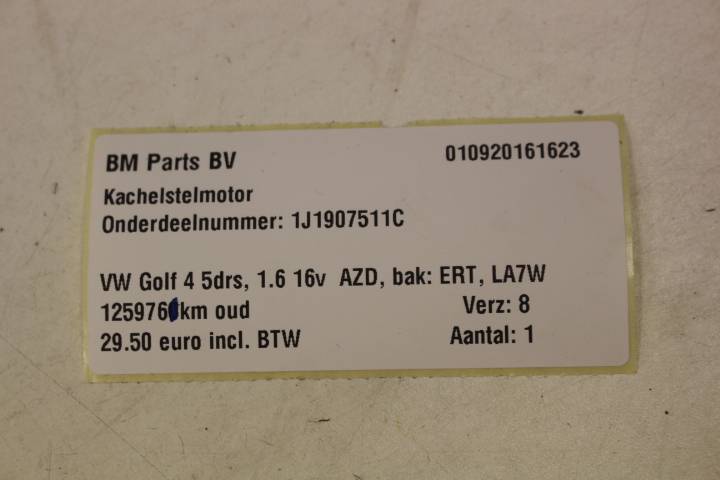 BM Parts BV 010920161623
Kachelstelmotor
Onderdeelnummer: 1J1907511C
VW Golf 4 5drs, 1.6 16v AZD, bak: ERT, LA7W
125976 km oud Verz: 8
29.50 euro incl. BTW Aantal: 1